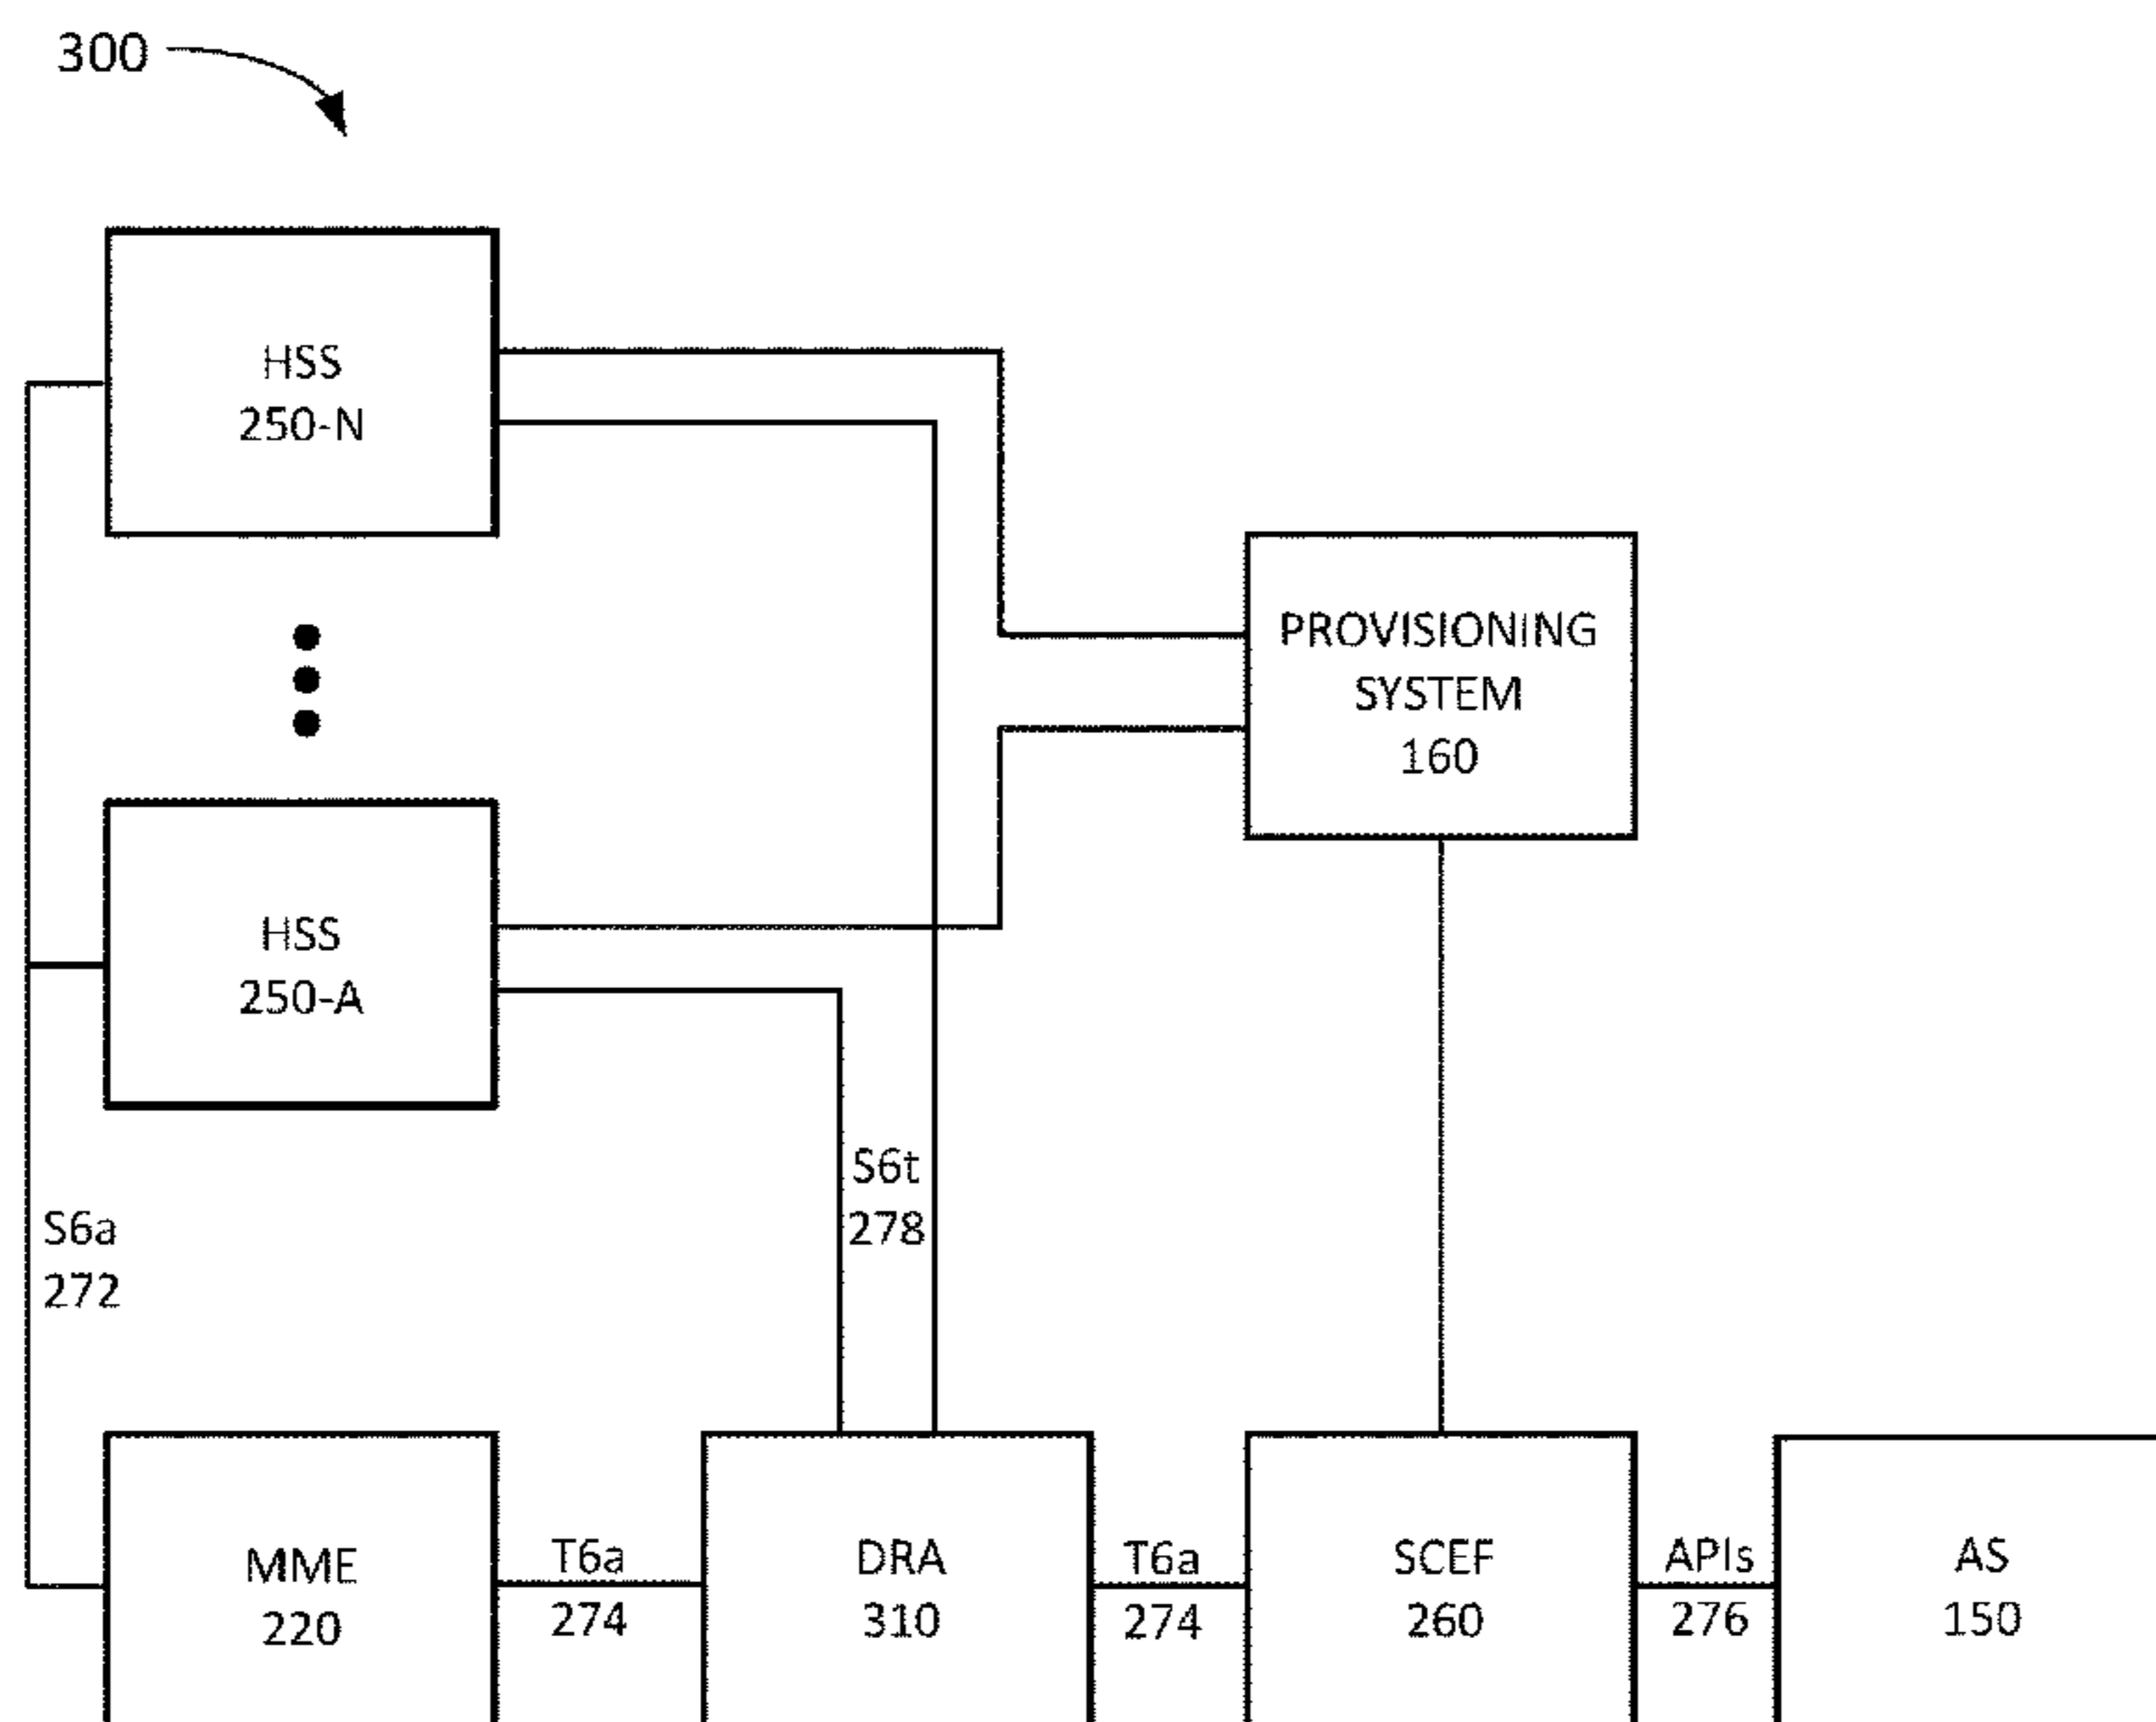 300
HSS
250-N
PROVISIONING
SYSTEM
160
HSS
250-A
S6t
278
S6a
272
MME
220
T6a
274
DRA
310
T6a
274
SCEF
260
APIs
276
AS
150